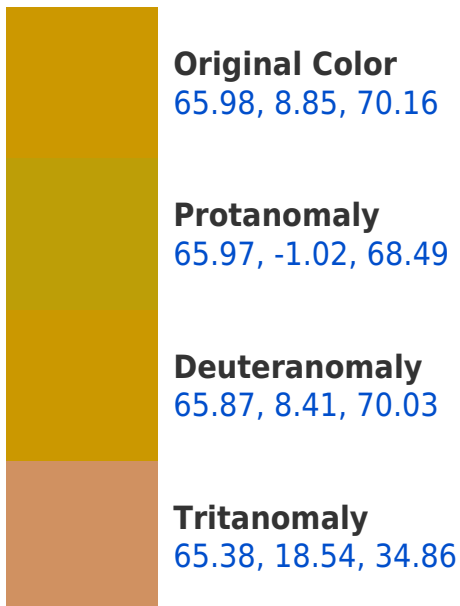 Original Color
65.98, 8.85, 70.16
Protanomaly
65.97, -1.02, 68.49
Deuteranomaly
65.87, 8.41, 70.03
Tritanomaly
65.38, 18.54, 34.86